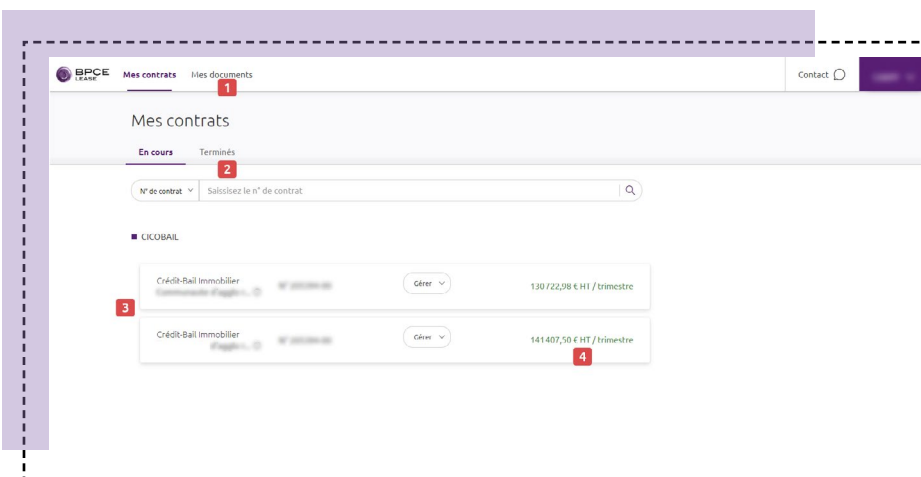 BPCE
LEASE
Mes contrats Mes documents
Contact
1
Mes contrats
En cours Terminés
2
N° de contrat Saisissez le n° de contrat
CICOBAIL
Crédit-Bail Immobilier
Gérer
130 722,98 € HT / trimestre
3
Crédit-Bail Immobilier
Gérer
141 407,50 € HT / trimestre
4